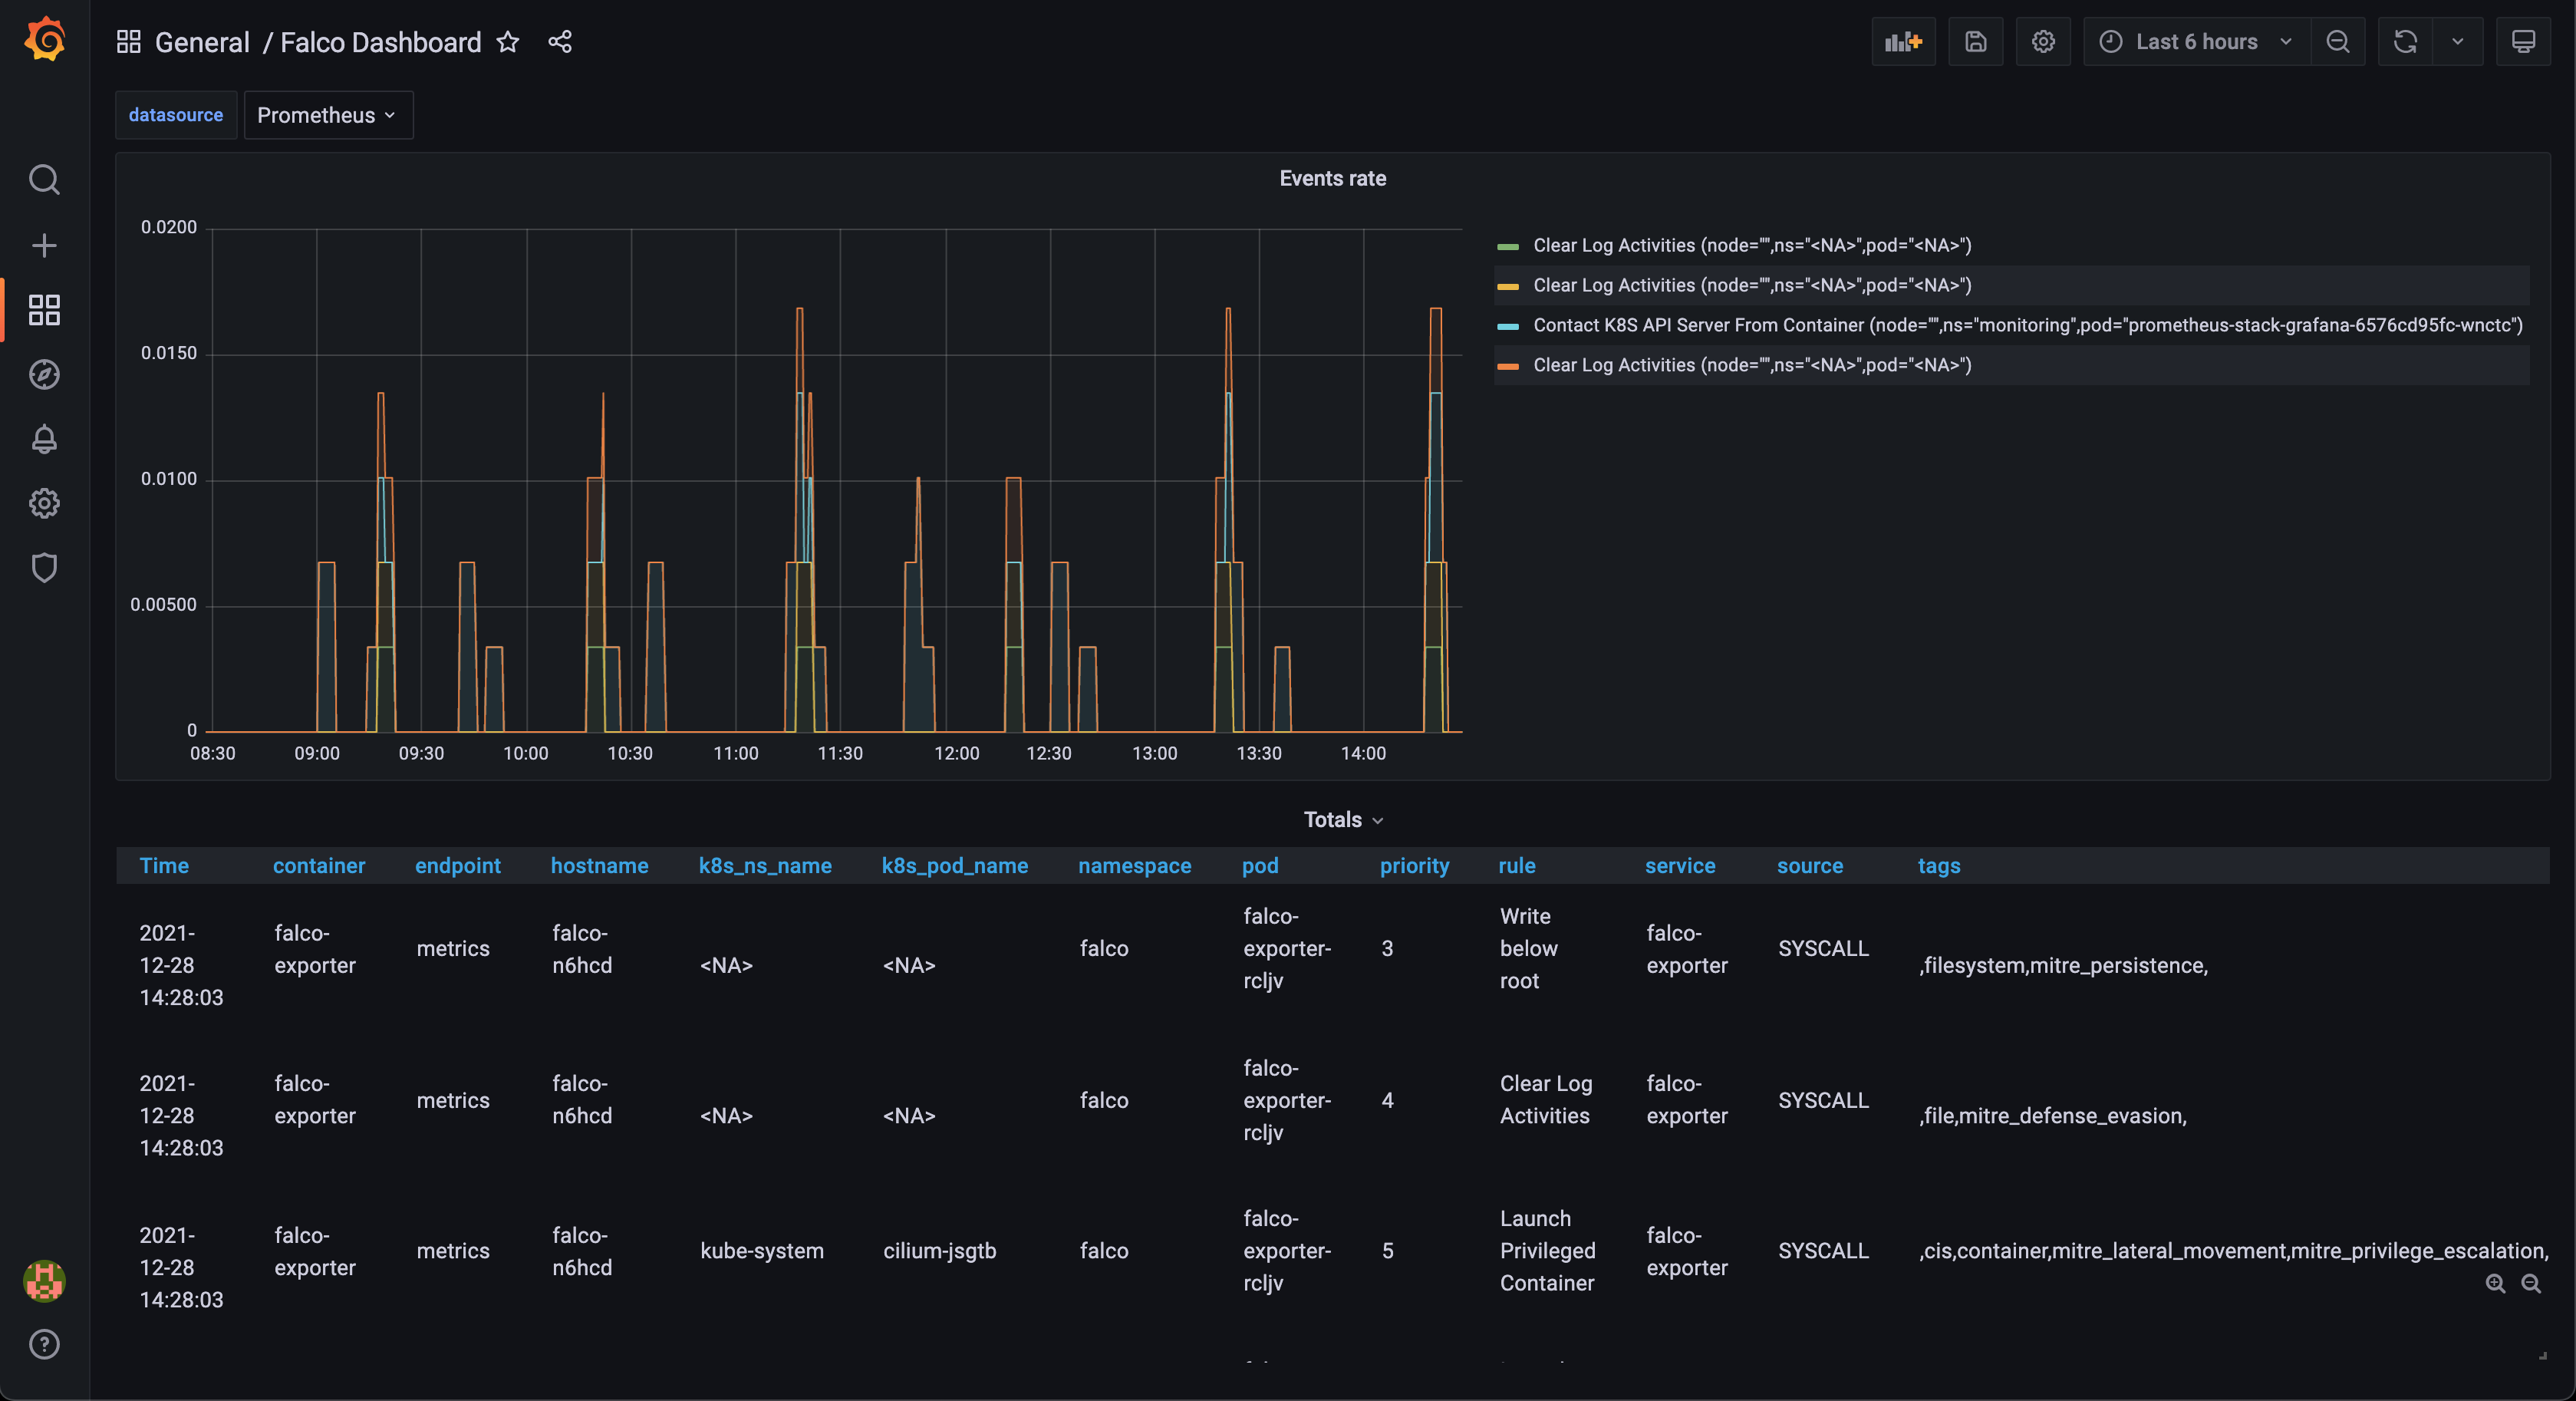 General / Falco Dashboard
Last 6 hours
datasource Prometheus
Events rate
0.0200
0.0150
0.0100
0.00500
0
08:30 09:00 09:30 10:00 10:30 11:00 11:30 12:00 12:30 13:00 13:30 14:00
Clear Log Activities (node="",ns="<NA>",pod="<NA>")
Clear Log Activities (node="",ns="<NA>",pod="<NA>")
Contact K8S API Server From Container (node="",ns="monitoring",pod="prometheus-stack-grafana-6576cd95fc-wnctc")
Clear Log Activities (node="",ns="<NA>",pod="<NA>")
Totals
Time container endpoint hostname k8s_ns_name k8s_pod_name namespace pod priority rule service source tags
2021-
12-28
14:28:03
falco-
exporter
metrics
falco-
n6hcd
<NA>
<NA>
falco
falco-
exporter-
rcljv
3
Write
below
root
falco-
exporter
SYSCALL
,filesystem,mitre_persistence,
2021-
12-28
14:28:03
falco-
exporter
metrics
falco-
n6hcd
<NA>
<NA>
falco
falco-
exporter-
rcljv
4
Clear Log
Activities
falco-
exporter
SYSCALL
,file,mitre_defense_evasion,
2021-
12-28
14:28:03
falco-
exporter
metrics
falco-
n6hcd
kube-system
cilium-jsgtb
falco
falco-
exporter-
rcljv
5
Launch
Privileged
Container
falco-
exporter
SYSCALL
,cis,container,mitre_lateral_movement,mitre_privilege_escalation,